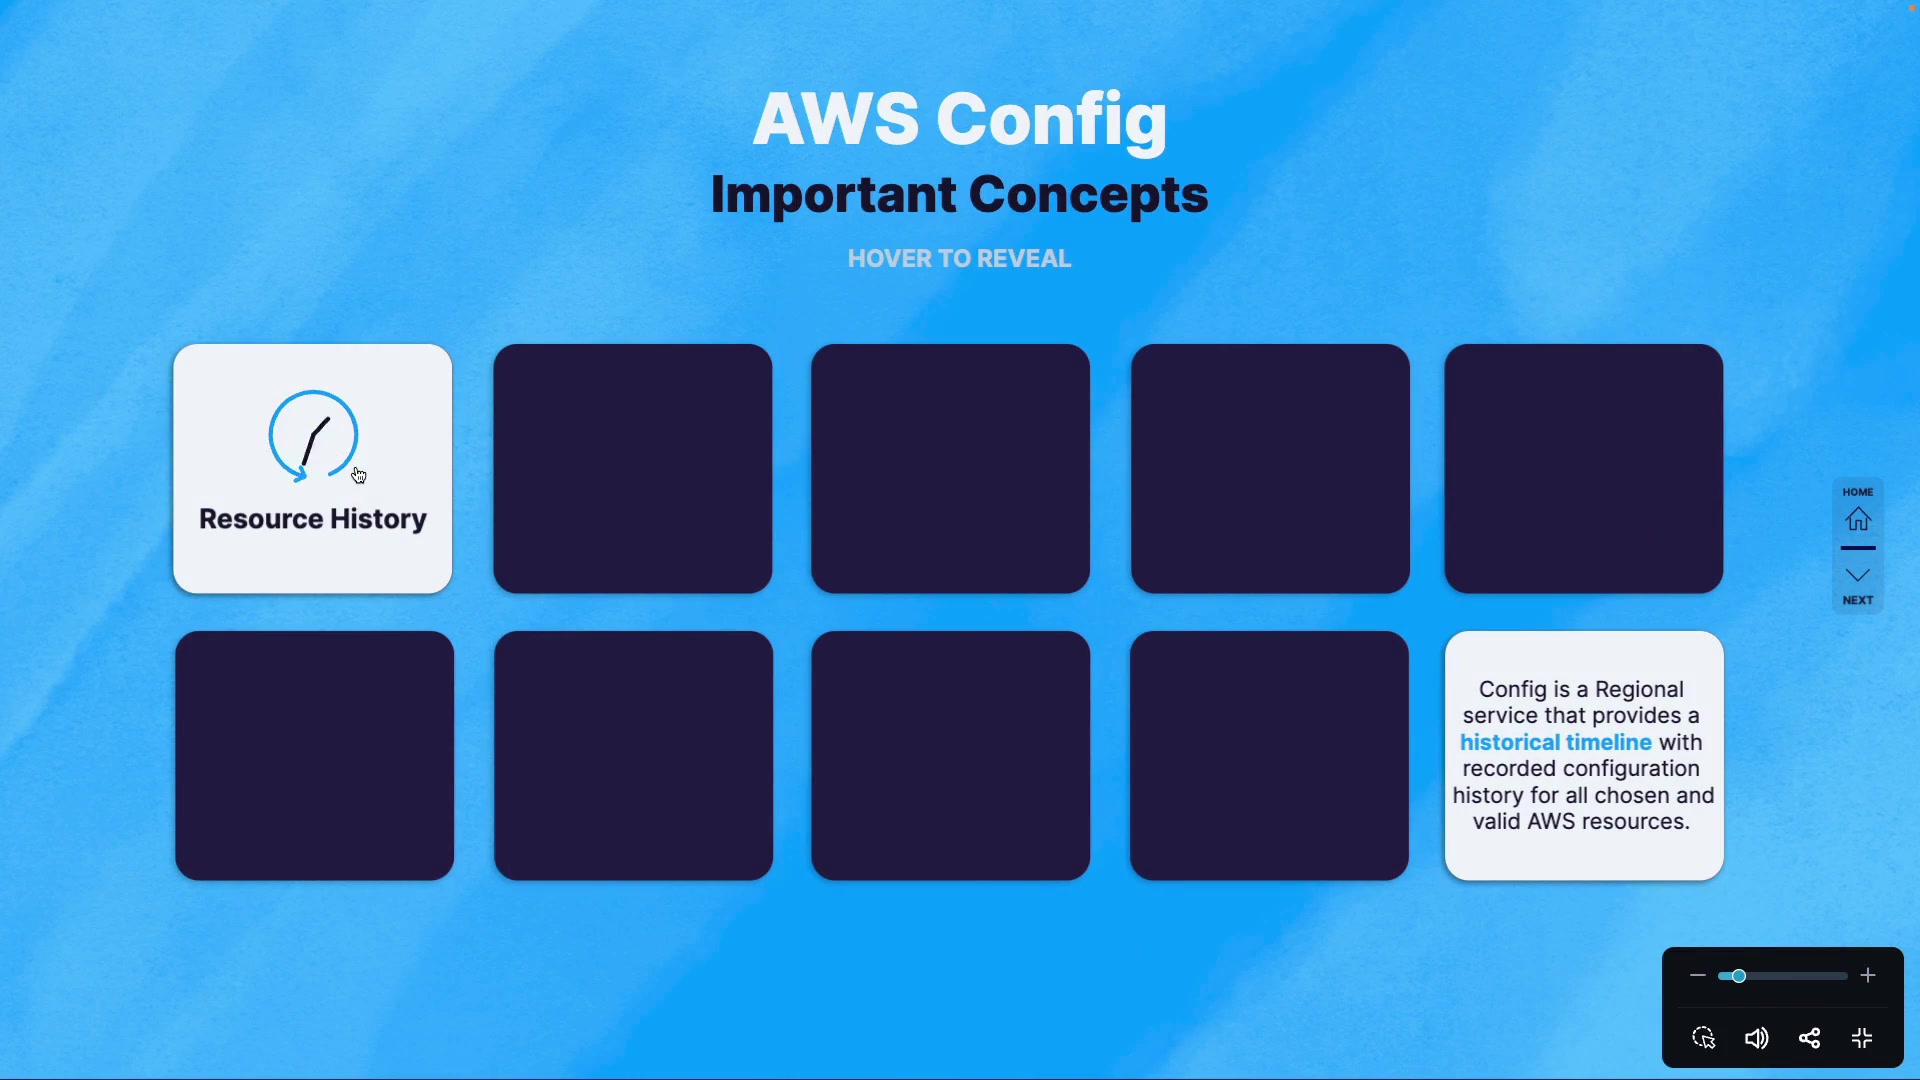 AWS Config
Important Concepts
HOVER TO REVEAL
Resource History
HOME
NEXT
Config is a Regional
service that provides a
historical timeline with
recorded configuration
history for all chosen and
valid AWS resources.